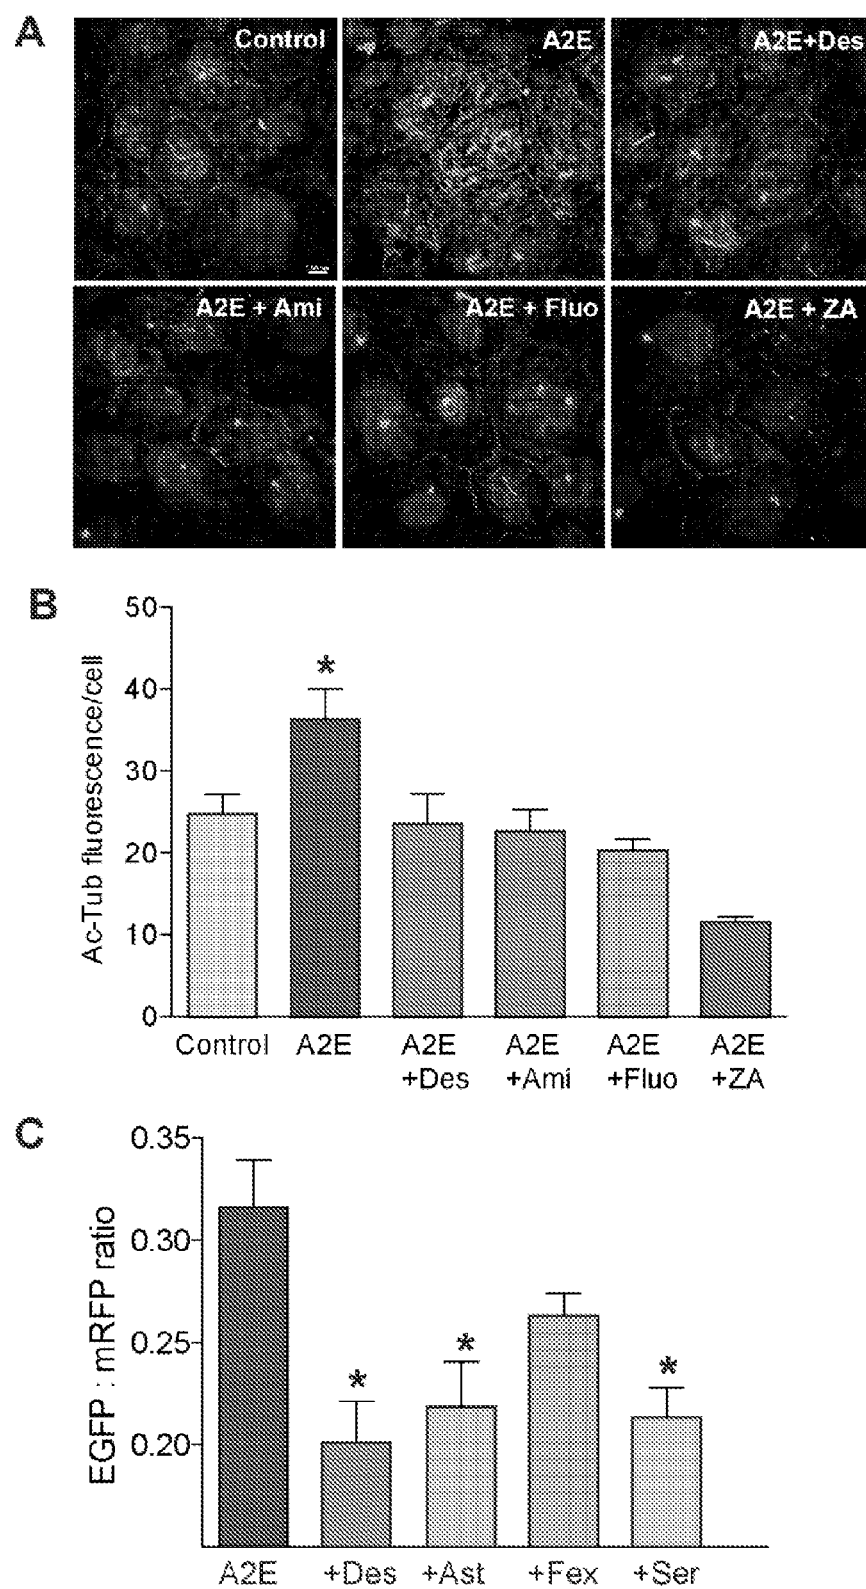 A
Control
A2E
A2E+Des
A2E + Ami
A2E + Fluo
A2E + ZA
B
Ac-Tub fluorescence/cell
50
40
30
20
10
0
*
Control A2E A2E A2E A2E A2E
+Des +Ami +Fluo +ZA
C
EGFP : mRFP ratio
0.35
0.30
0.25
0.20
* * *
A2E +Des +Ast +Fex +Ser